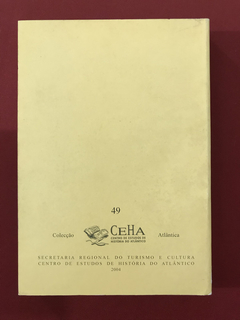 49
Colecção CEHA Atlântica
CENTRO DE ESTUDOS DE
HISTÓRIA DO ATLÂNTICO
SECRETARIA REGIONAL DO TURISMO E CULTURA
CENTRO DE ESTUDOS DE HISTÓRIA DO ATLÂNTICO
2004